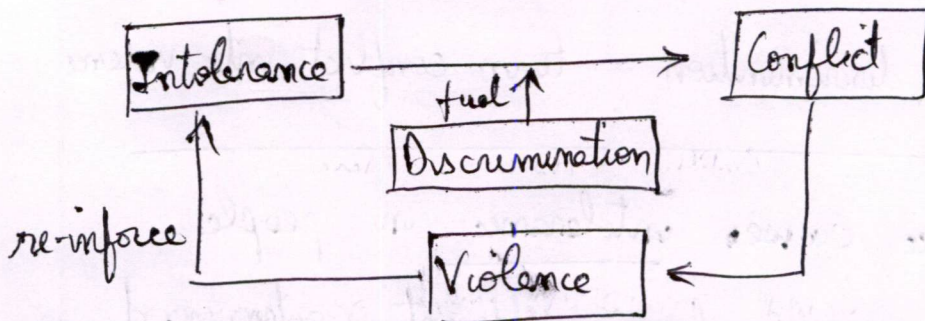 Intolerance
Conflict
fuel
Discrimination
re-inforce
Violence